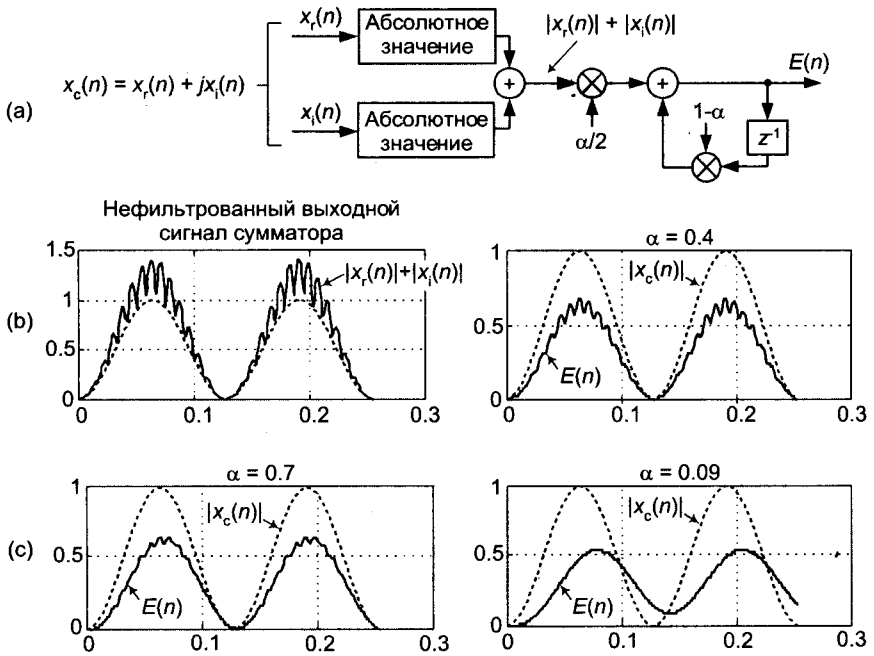 (a)
x_c(n) = x_r(n) + jx_i(n)
x_r(n)
Абсолютное
значение
x_i(n)
Абсолютное
значение
+
|x_r(n)| + |x_i(n)|
α/2
+
1-α
z⁻¹
E(n)
(b)
Нефильтрованный выходной
сигнал сумматора
1.5
1
0.5
0
0
0.1
0.2
0.3
|x_r(n)|+|x_i(n)|
α = 0.4
1
0.5
0
0
0.1
0.2
0.3
|x_c(n)|
E(n)
(c)
α = 0.7
1
0.5
0
0
0.1
0.2
0.3
|x_c(n)|
E(n)
α = 0.09
1
0.5
0
0
0.1
0.2
0.3
|x_c(n)|
E(n)